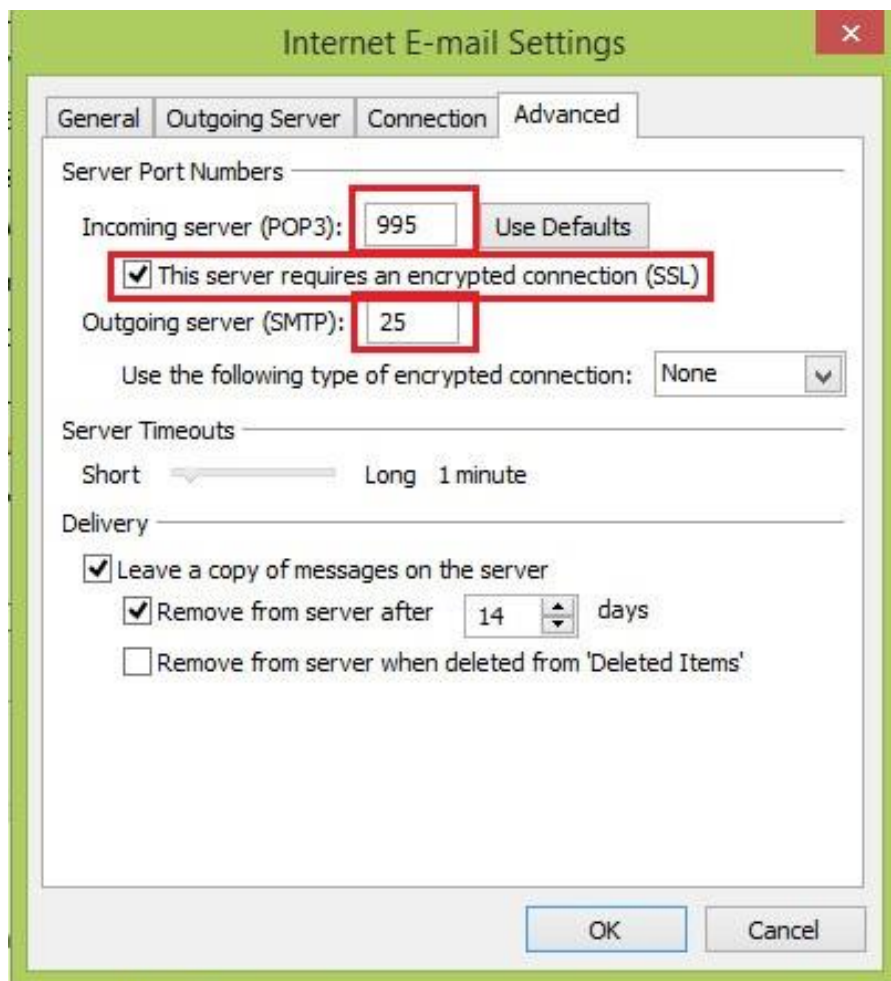 Internet E-mail Settings
General Outgoing Server Connection Advanced
Server Port Numbers
Incoming server (POP3): 995 Use Defaults
This server requires an encrypted connection (SSL)
Outgoing server (SMTP): 25
Use the following type of encrypted connection: None
Server Timeouts
Short Long 1 minute
Delivery
Leave a copy of messages on the server
Remove from server after 14 days
Remove from server when deleted from 'Deleted Items'
OK Cancel